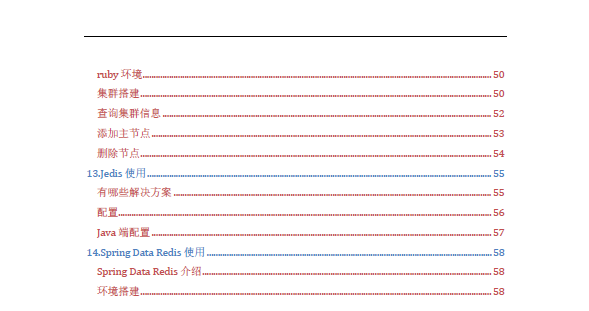 ruby 环境 50
集群搭建 50
查询集群信息 52
添加主节点 53
删除节点 54
13.Jedis 使用 55
有哪些解决方案 55
配置 56
Java 端配置 57
14.Spring Data Redis 使用 58
Spring Data Redis 介绍 58
环境搭建 58